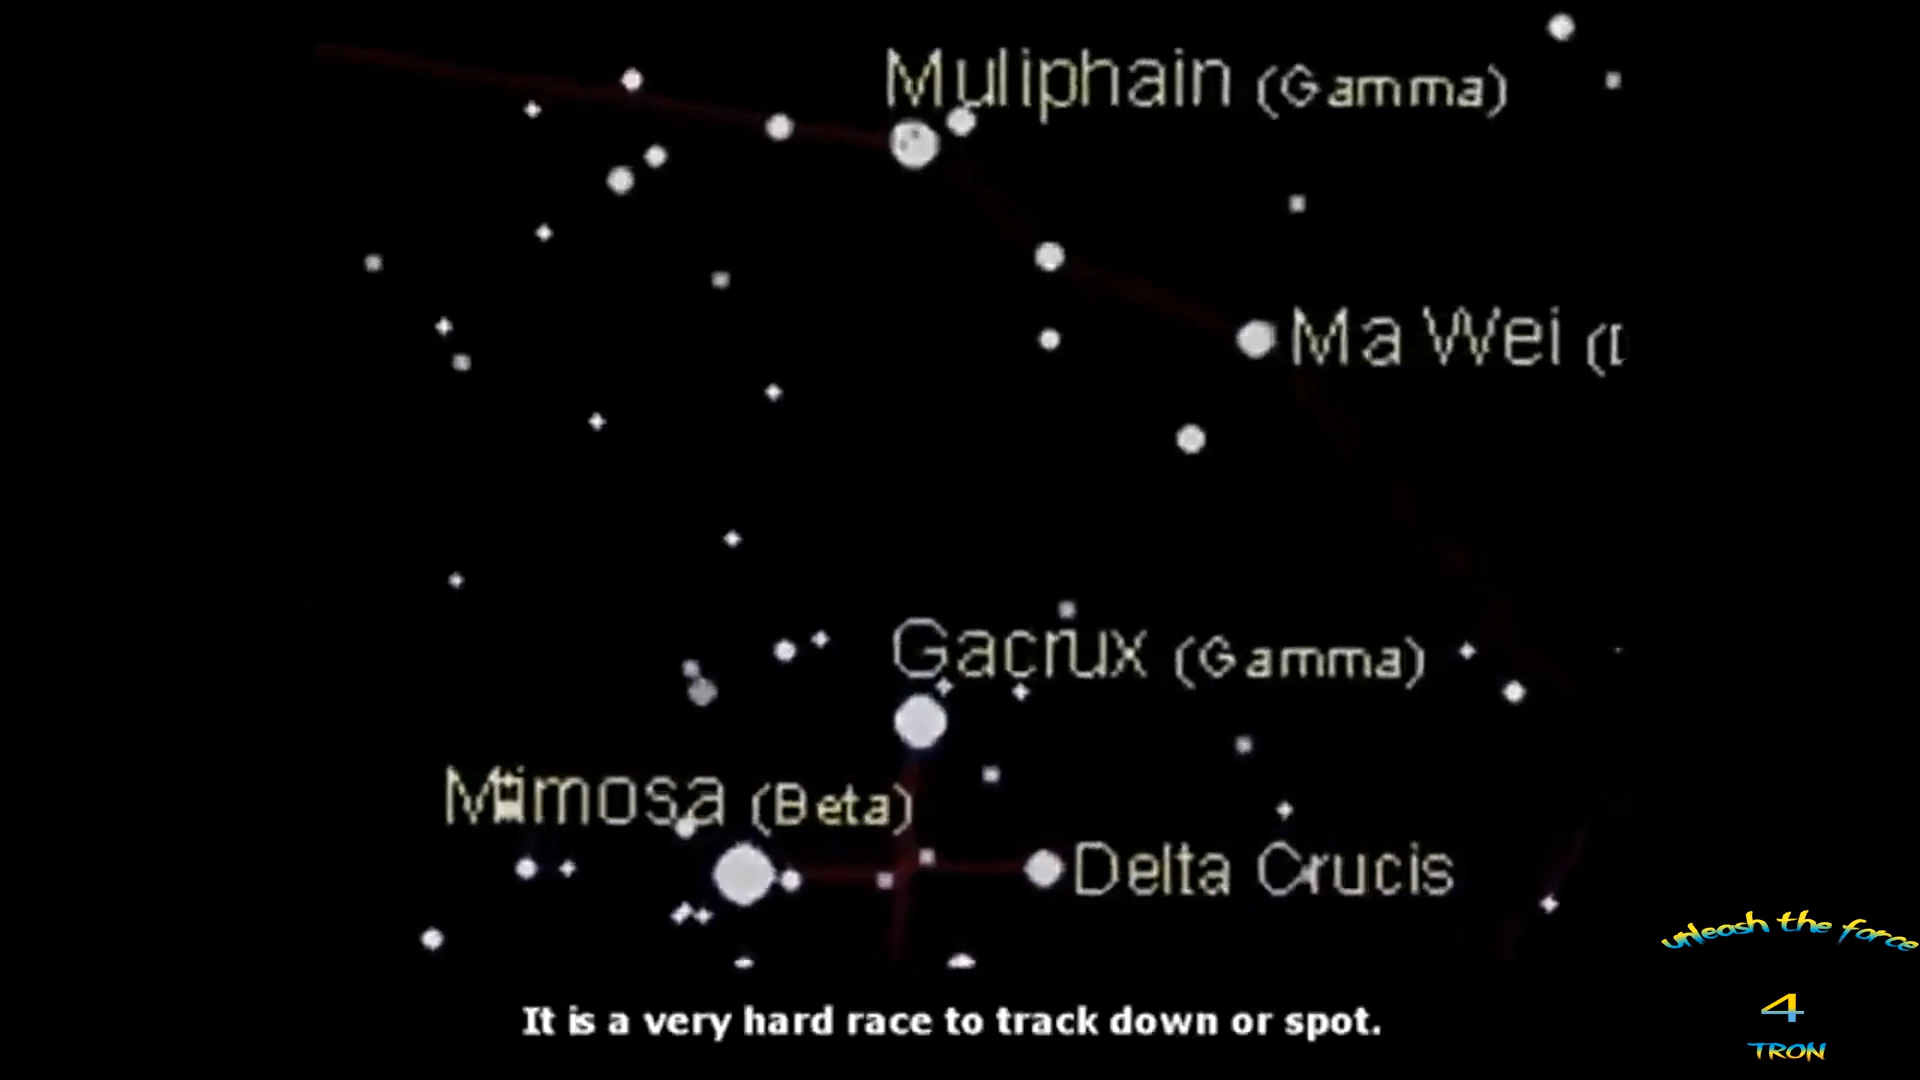 Muliphain (Gamma)
Ma Wei (
Gacrux (Gamma)
Mimosa (Beta)
Delta Crucis
unleash the force
4
TRON
It is a very hard race to track down or spot.